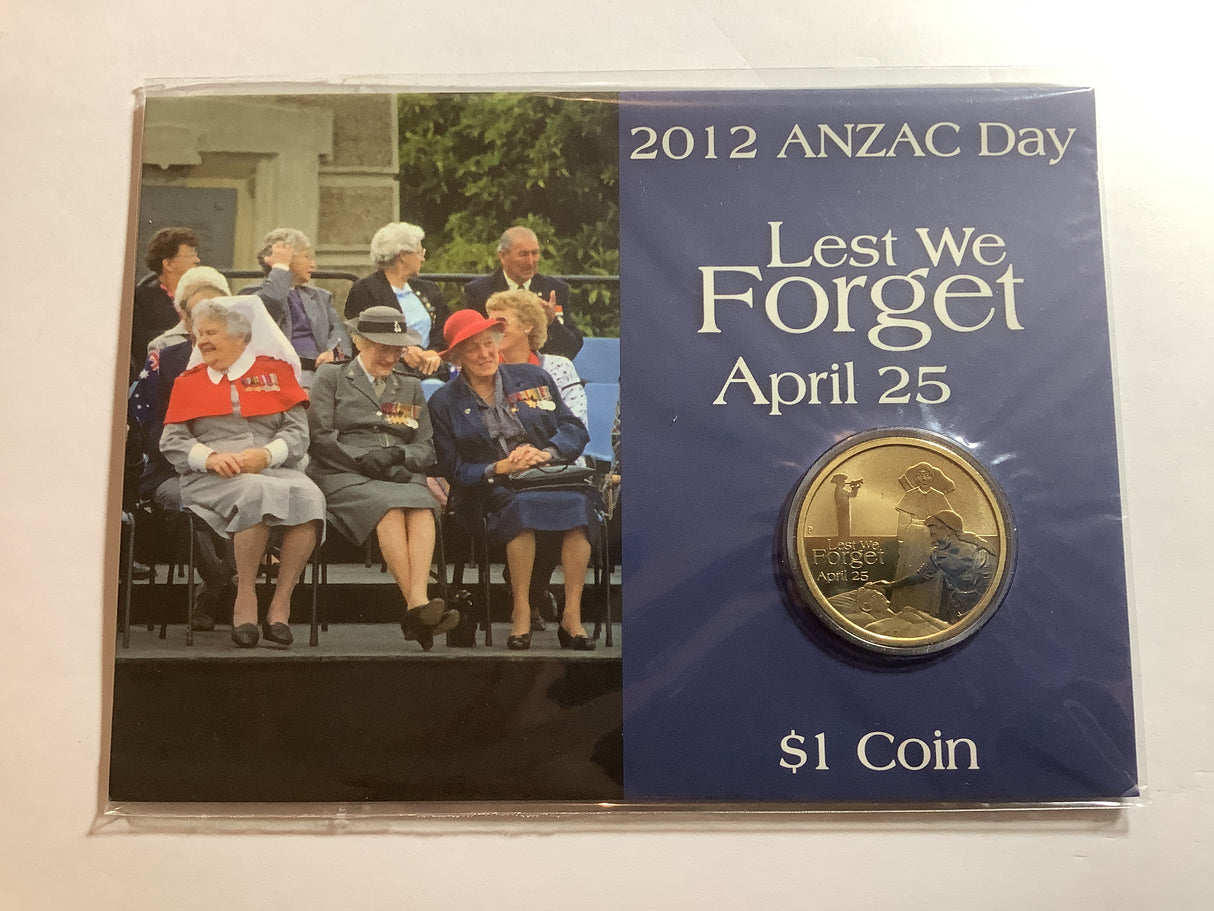 2012 ANZAC Day
Lest We
Forget
April 25
P
Lest We
Forget
April 25
$1 Coin